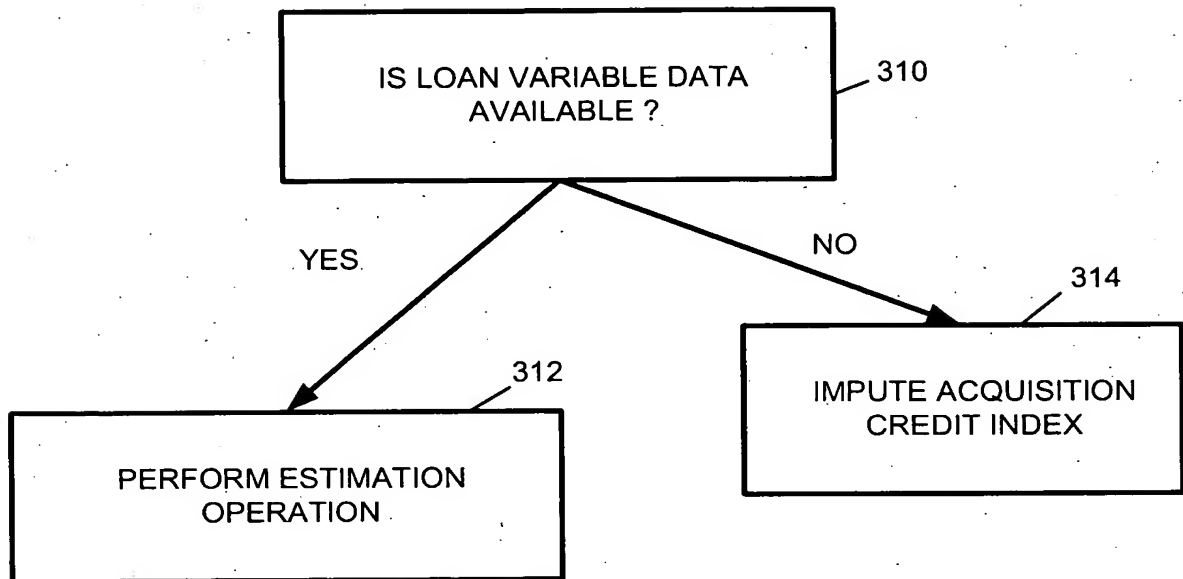 IS LOAN VARIABLE DATA
AVAILABLE ?
310
YES
NO
314
312
IMPUTE ACQUISITION
CREDIT INDEX
PERFORM ESTIMATION
OPERATION